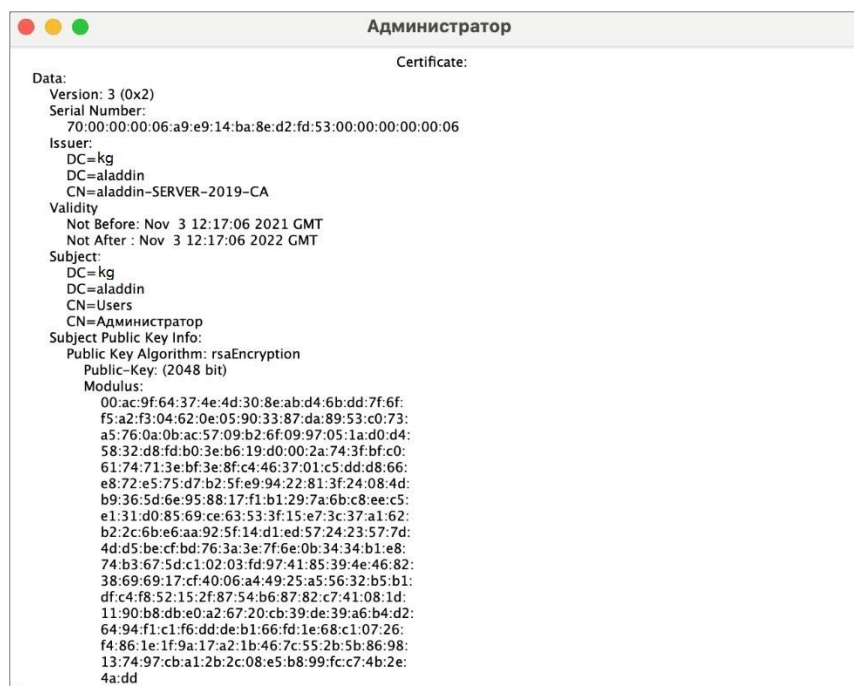 Администратор
Certificate:
Data:
Version: 3 (0x2)
Serial Number:
70:00:00:00:06:a9:e9:14:ba:8e:d2:fd:53:00:00:00:00:00:06
Issuer:
DC=kg
DC=aladdin
CN=aladdin-SERVER-2019-CA
Validity
Not Before: Nov  3 12:17:06 2021 GMT
Not After : Nov  3 12:17:06 2022 GMT
Subject:
DC=kg
DC=aladdin
CN=Users
CN=Администратор
Subject Public Key Info:
Public Key Algorithm: rsaEncryption
Public-Key: (2048 bit)
Modulus:
00:ac:9f:64:37:4e:4d:30:8e:ab:d4:6b:dd:7f:6f:
f5:a2:f3:04:62:0e:05:90:33:87:da:89:53:c0:73:
a5:76:0a:0b:ac:57:09:b2:6f:09:97:05:1a:d0:d4:
58:32:d8:fd:b0:3e:b6:19:d0:00:2a:74:3f:bf:c0:
61:74:71:3e:bf:3e:8f:c4:46:37:01:c5:dd:d8:66:
e8:72:e5:75:d7:b2:5f:e9:94:22:81:3f:24:08:4d:
b9:36:5d:6e:95:88:17:f1:b1:29:7a:6b:c8:ee:c5:
e1:31:d0:85:69:ce:63:53:3f:15:e7:3c:37:a1:62:
b2:2c:6b:e6:aa:92:5f:14:d1:ed:57:24:23:57:7d:
4d:d5:be:cf:bd:76:3a:3e:7f:6e:0b:34:34:b1:e8:
74:b3:67:5d:c1:02:03:fd:97:41:85:39:4e:46:82:
38:69:69:17:cf:40:06:a4:49:25:a5:56:32:b5:b1:
df:c4:f8:52:15:2f:87:54:b6:87:82:c7:41:08:1d:
11:90:b8:db:e0:a2:67:20:cb:39:de:39:a6:b4:d2:
64:94:f1:c1:f6:dd:de:b1:66:fd:1e:68:c1:07:26:
f4:86:1e:1f:9a:17:a2:1b:46:7c:55:2b:5b:86:98:
13:74:97:cb:a1:2b:2c:08:e5:b8:99:fc:c7:4b:2e:
4a:dd